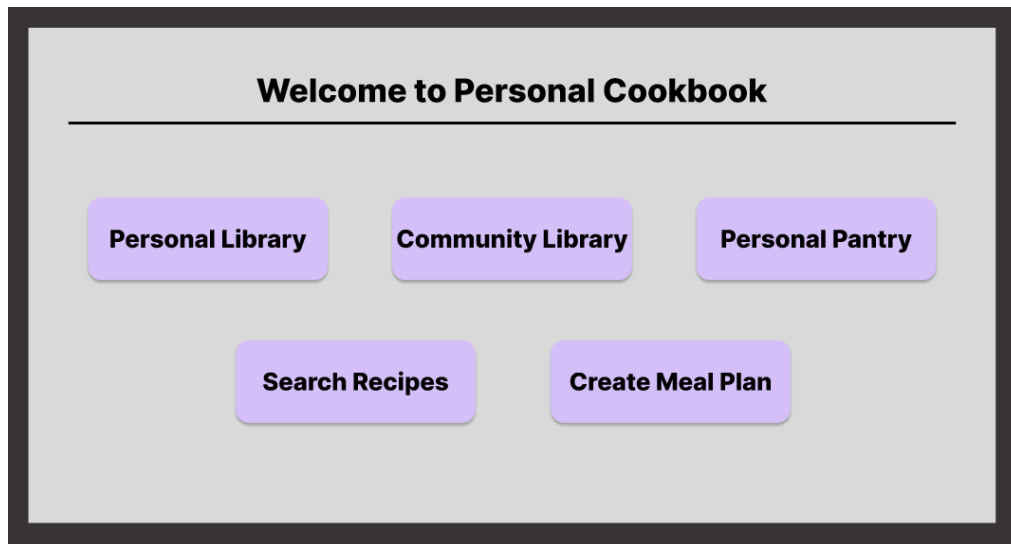 Welcome to Personal Cookbook
Personal Library
Community Library
Personal Pantry
Search Recipes
Create Meal Plan